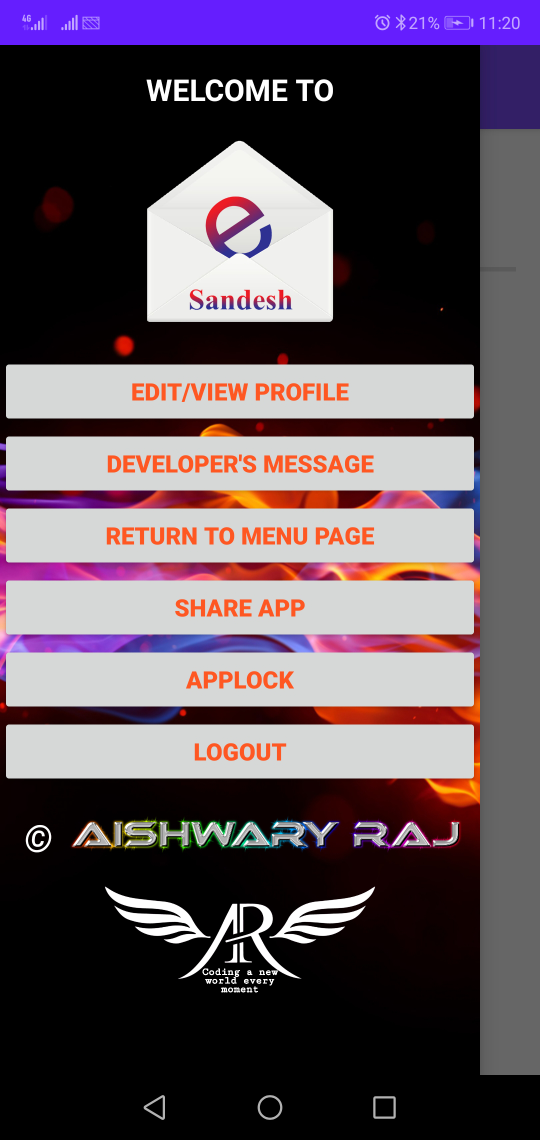 4G
21%
11:20
WELCOME TO
e
Sandesh
EDIT/VIEW PROFILE
DEVELOPER'S MESSAGE
RETURN TO MENU PAGE
SHARE APP
APPLOCK
LOGOUT
© AISHWARY RAJ
AR
Coding a new
world every
moment